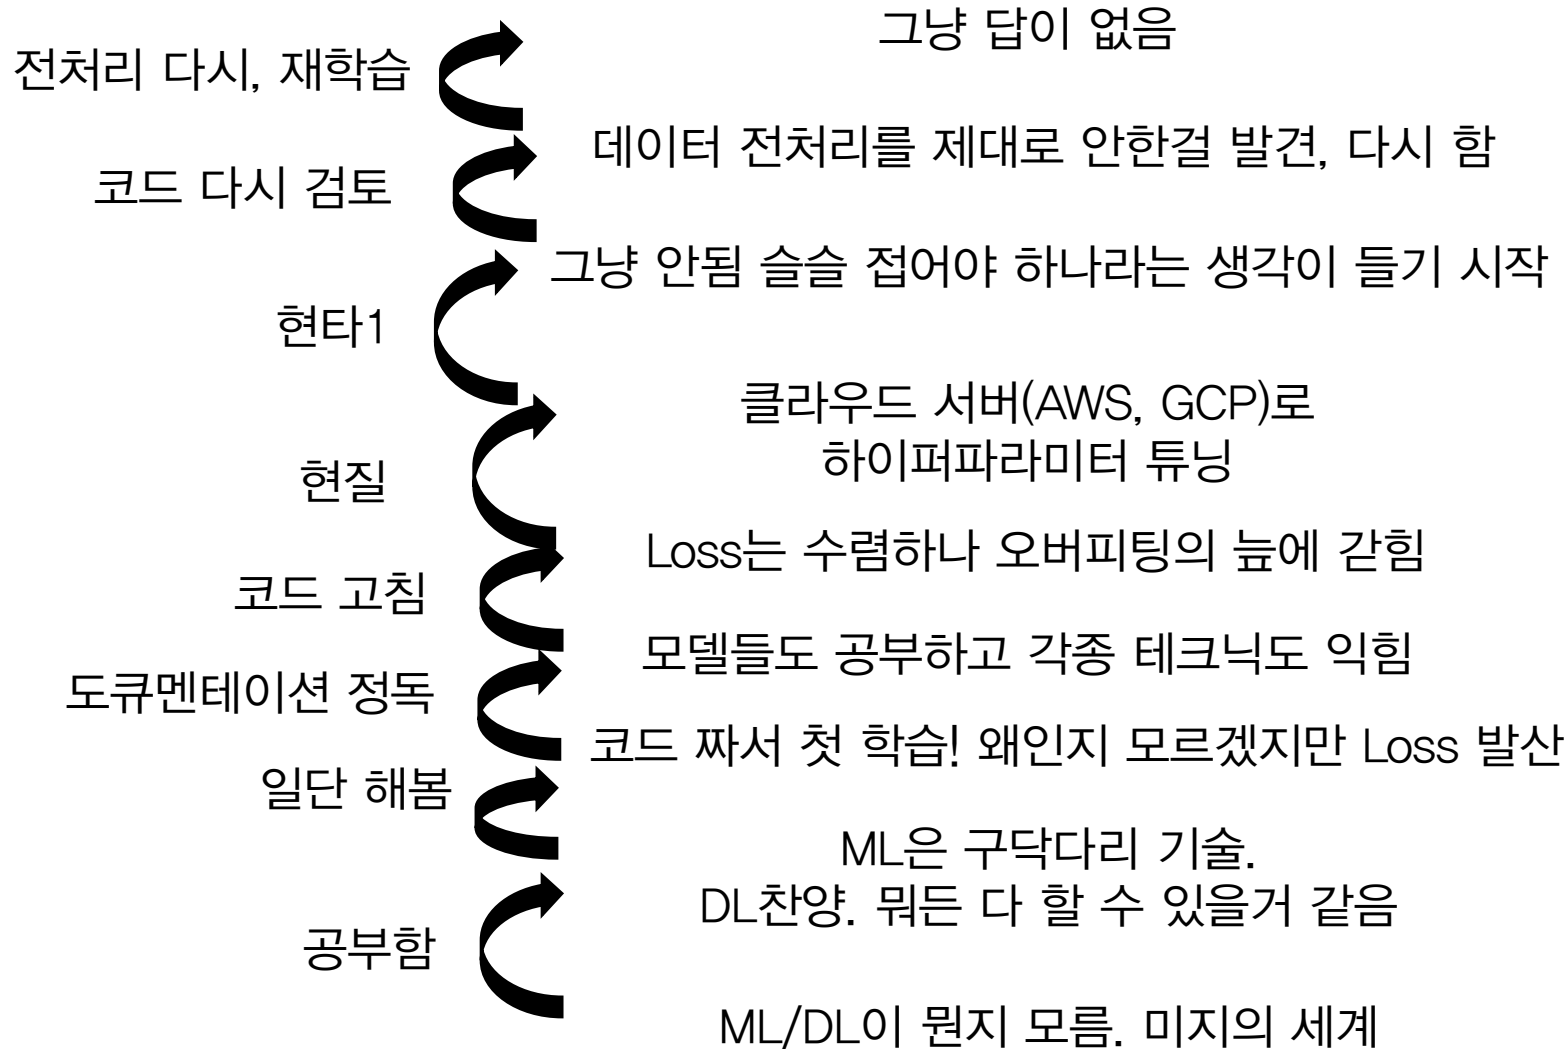 그냥 답이 없음
전처리 다시, 재학습
데이터 전처리를 제대로 안한걸 발견, 다시 함
코드 다시 검토
그냥 안됨 슬슬 접어야 하나라는 생각이 들기 시작
현타1
클라우드 서버(AWS, GCP)로
하이퍼파라미터 튜닝
현질
Loss는 수렴하나 오버피팅의 늪에 갇힘
코드 고침
모델들도 공부하고 각종 테크닉도 익힘
도큐멘테이션 정독
코드 짜서 첫 학습! 왜인지 모르겠지만 Loss 발산
일단 해봄
ML은 구닥다리 기술.
DL찬양. 뭐든 다 할 수 있을거 같음
공부함
ML/DL이 뭔지 모름. 미지의 세계